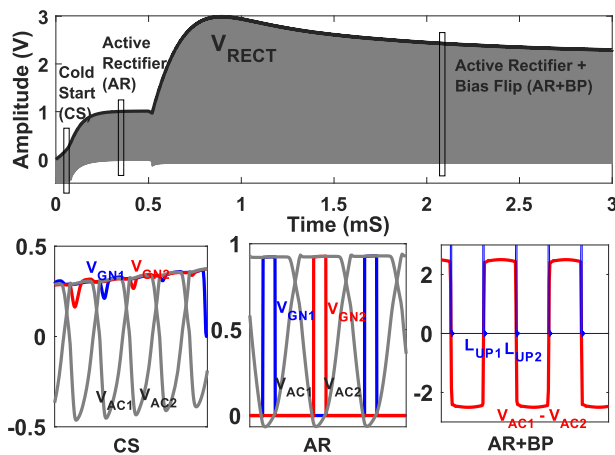 Amplitude (V)
3
2
1
0
Cold
Start
(CS)
Active
Rectifier
(AR)
V_RECT
Active Rectifier +
Bias Flip (AR+BP)
0 0.5 1 1.5 2 2.5 3
Time (mS)
0.5
0
-0.5
V_GN1 V_GN2
V_AC1 V_AC2
CS
1
0.5
0
V_GN1 V_GN2
V_AC1 V_AC2
AR
2
0
-2
L_UP1 L_UP2
V_AC1 - V_AC2
AR+BP